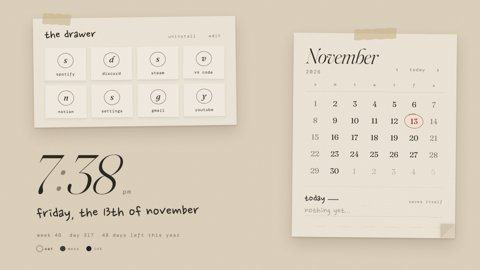 the drawer
uninstall edit
s d s v
spotify discord steam vs code
n s g y
notion settings gmail youtube
7:38 pm
friday, the 13th of november
week 46 day 317 48 days left this year
November
2026
‹ today ›
s m t w t f s
1 2 3 4 5 6 7
8 9 10 11 12 13 14
15 16 17 18 19 20 21
22 23 24 25 26 27 28
29 30 1 2 3 4 5
today
saves itself
nothing yet...